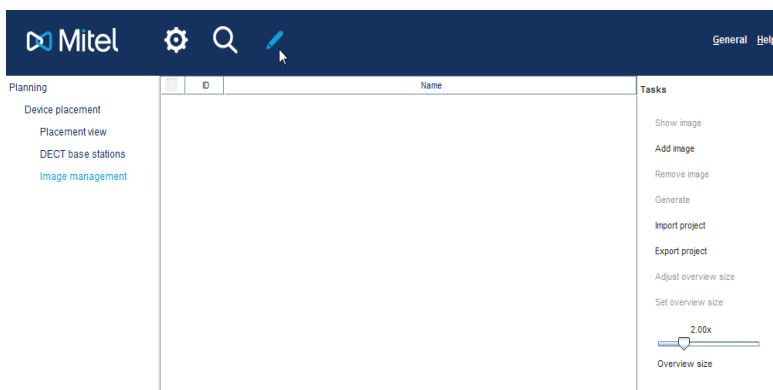 Mitel
General Help
Planning
Device placement
Placement view
DECT base stations
Image management
ID Name
Tasks
Show image
Add image
Remove image
Generate
Import project
Export project
Adjust overview size
Set overview size
2.00x
Overview size